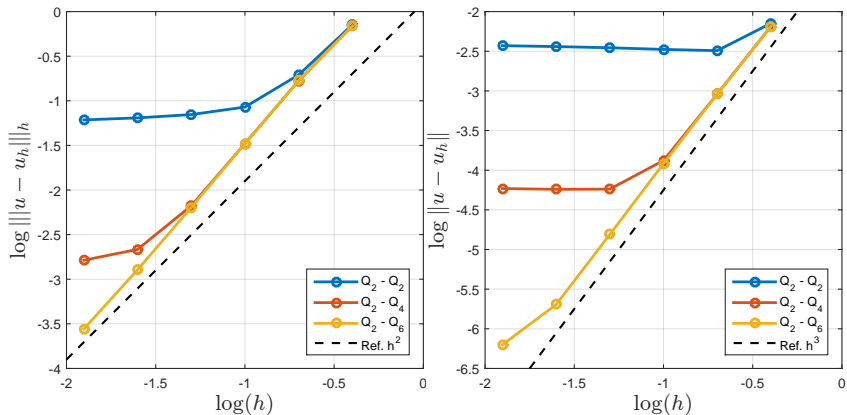 0
-0.5
-1
-1.5
-2
-2.5
-3
-3.5
-4
-2
-1.5
-1
-0.5
0
log |||u − u_h|||_h
log(h)
Q_2 - Q_2
Q_2 - Q_4
Q_2 - Q_6
Ref. h^2
-2
-2.5
-3
-3.5
-4
-4.5
-5
-5.5
-6
-6.5
-2
-1.5
-1
-0.5
0
log ‖u − u_h‖
log(h)
Q_2 - Q_2
Q_2 - Q_4
Q_2 - Q_6
Ref. h^3